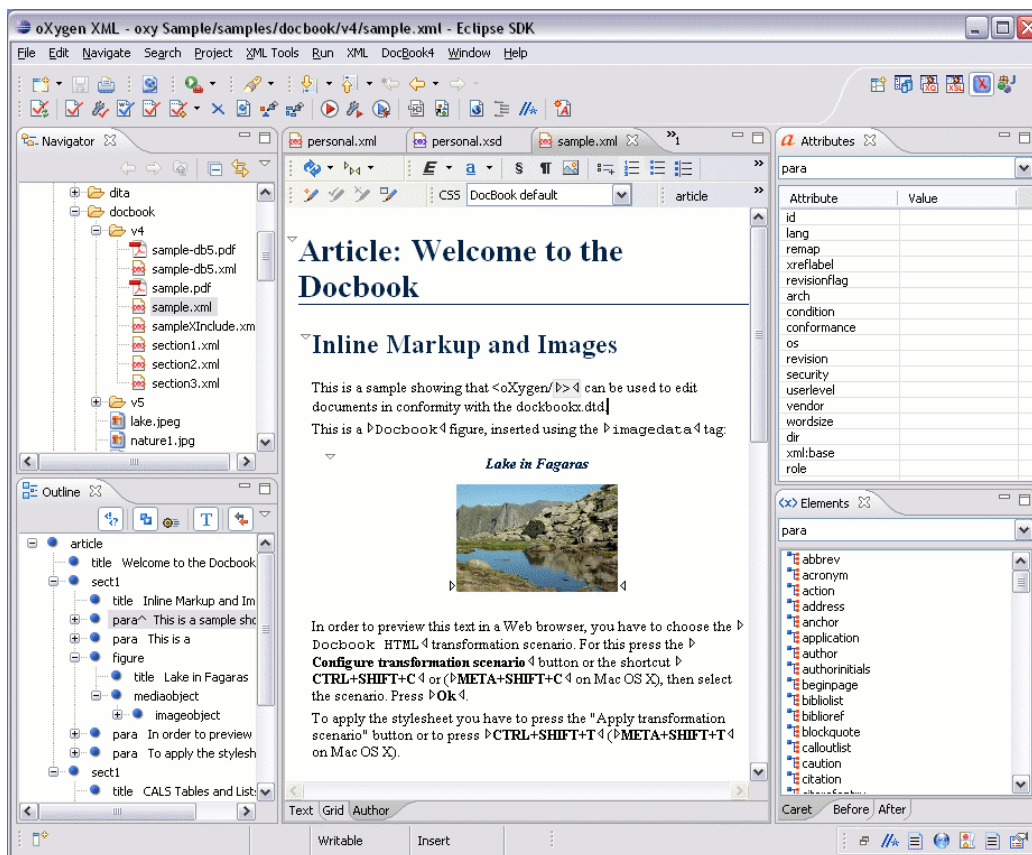 oXygen XML - oxy Sample/samples/docbook/v4/sample.xml - Eclipse SDK
File Edit Navigate Search Project XML Tools Run XML DocBook4 Window Help
Navigator
dita
docbook
v4
sample-db5.pdf
sample-db5.xml
sample.pdf
sample.xml
sampleXInclude.xm
section1.xml
section2.xml
section3.xml
v5
lake.jpeg
nature1.jpg
Outline
article
title Welcome to the Docbook
sect1
title Inline Markup and Im
para^ This is a sample sho
para This is a
figure
title Lake in Fagaras
mediaobject
imageobject
para In order to preview
para To apply the stylesh
sect1
title CALS Tables and Lists
personal.xml personal.xsd sample.xml »1
E a § ¶ »
CSS DocBook default article »
Article: Welcome to the
Docbook
Inline Markup and Images
This is a sample showing that <oXygen/> can be used to edit
documents in conformity with the dockbookx.dtd.
This is a Docbook figure, inserted using the imagedata tag:
Lake in Fagaras
In order to preview this text in a Web browser, you have to choose the
Docbook HTML transformation scenario. For this press the
Configure transformation scenario button or the shortcut
CTRL+SHIFT+C or (META+SHIFT+C on Mac OS X), then select
the scenario. Press Ok.
To apply the stylesheet you have to press the "Apply transformation
scenario" button or to press CTRL+SHIFT+T (META+SHIFT+T
on Mac OS X).
Text Grid Author
Attributes
para
Attribute Value
id
lang
remap
xreflabel
revisionflag
arch
condition
conformance
os
revision
security
userlevel
vendor
wordsize
dir
xml:base
role
Elements
para
abbrev
acronym
action
address
anchor
application
author
authorinitials
beginpage
bibliolist
biblioref
blockquote
calloutlist
caution
citation
Caret Before After
Writable Insert